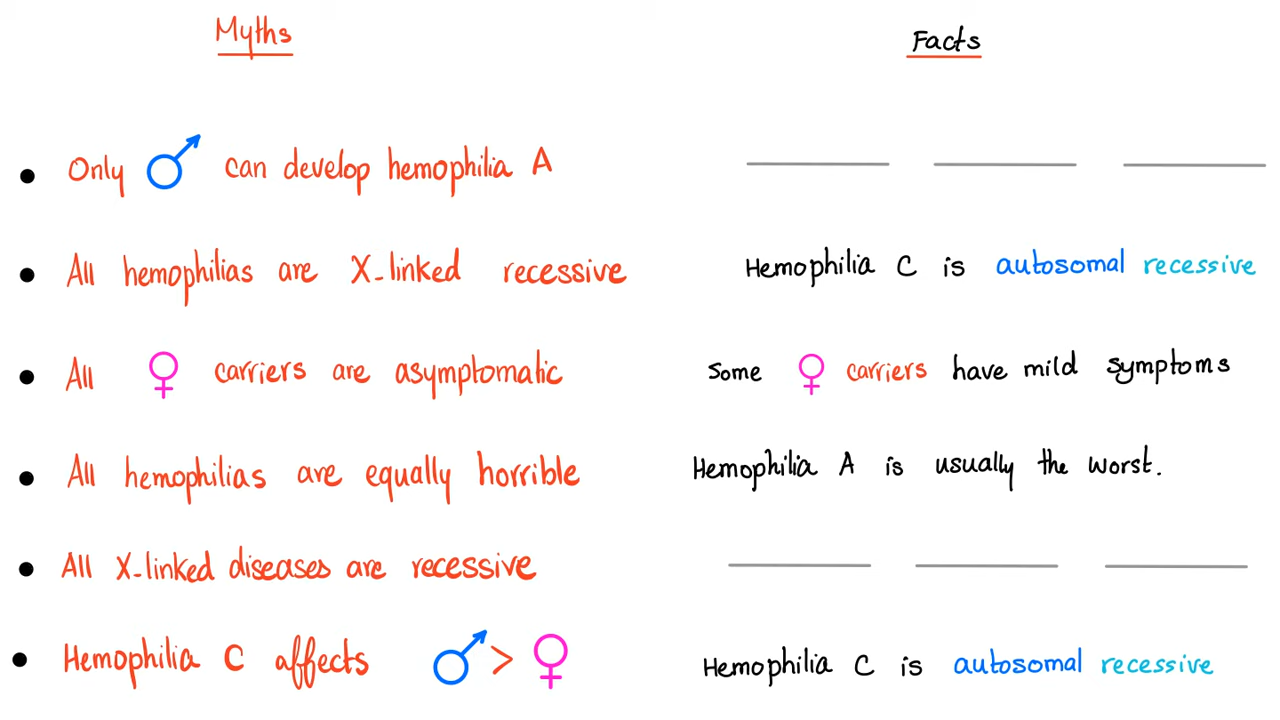 Myths
Facts
• Only ♂ can develop hemophilia A
• All hemophilias are X-linked recessive
Hemophilia C is autosomal recessive
• All ♀ carriers are asymptomatic
Some ♀ carriers have mild symptoms
• All hemophilias are equally horrible
Hemophilia A is usually the worst.
• All X-linked diseases are recessive
• Hemophilia C affects ♂ > ♀
Hemophilia C is autosomal recessive